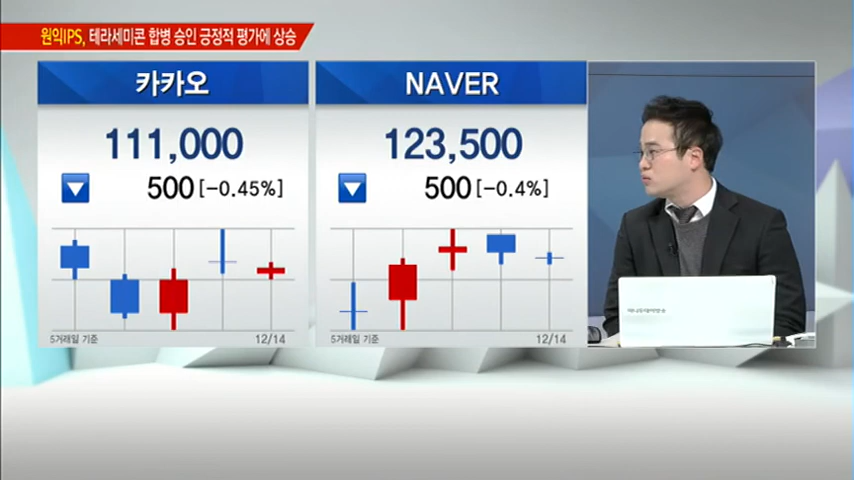 원익IPS, 테라세미콘 합병 승인 긍정적 평가에 상승
카카오
111,000
▼ 500 [-0.45%]
5거래일 기준 12/14
NAVER
123,500
▼ 500 [-0.4%]
5거래일 기준 12/14